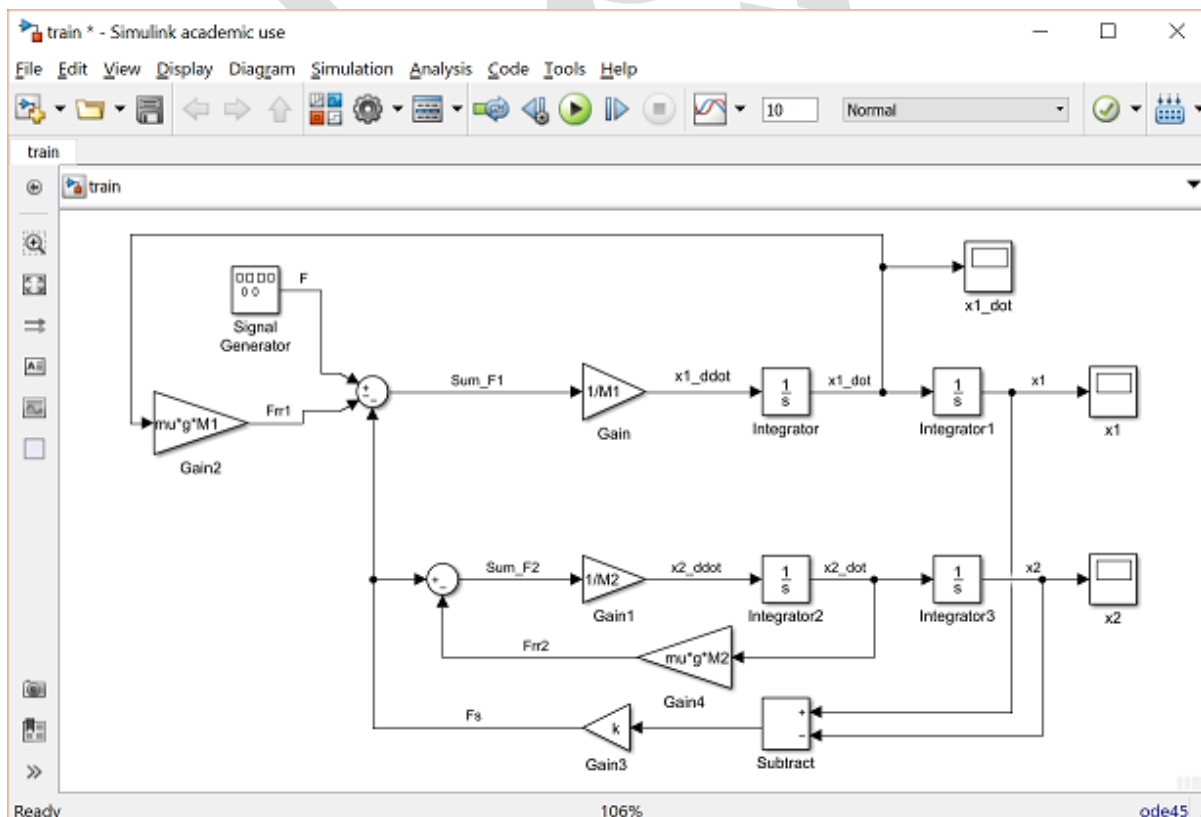 train * - Simulink academic use
File Edit View Display Diagram Simulation Analysis Code Tools Help
10 Normal
train
train
F
Signal
Generator
x1_dot
Sum_F1
1/M1
x1_ddot
1
s
x1_dot
1
s
x1
mu*g*M1
Frr1
+
-
-
Gain
Integrator
Integrator1
x1
Gain2
Sum_F2
1/M2
x2_ddot
1
s
x2_dot
1
s
x2
+
-
Gain1
Integrator2
Integrator3
x2
Frr2
mu*g*M2
Gain4
Fs
k
+
-
Gain3
Subtract
Ready 106% ode45